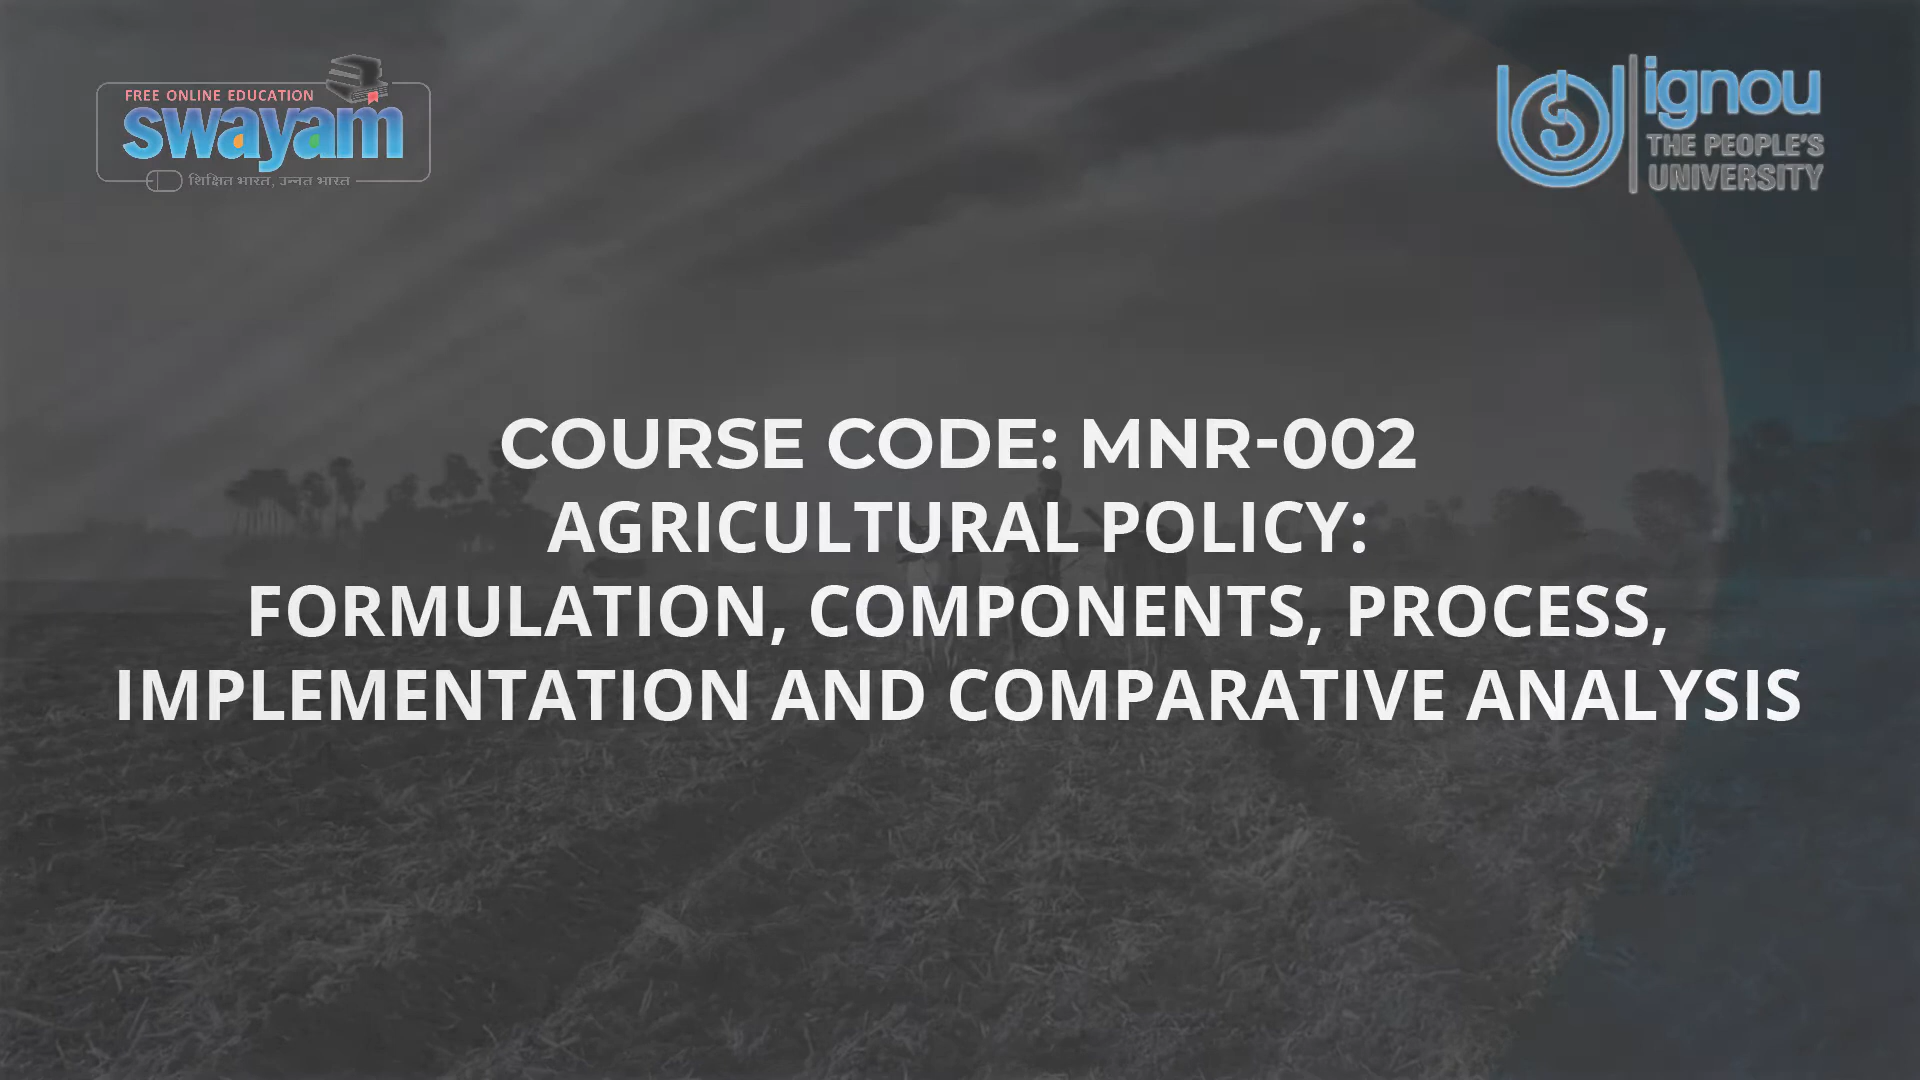 FREE ONLINE EDUCATION
swayam
शिक्षित भारत, उन्नत भारत
ignou
THE PEOPLE'S
UNIVERSITY
COURSE CODE: MNR-002
AGRICULTURAL POLICY:
FORMULATION, COMPONENTS, PROCESS,
IMPLEMENTATION AND COMPARATIVE ANALYSIS